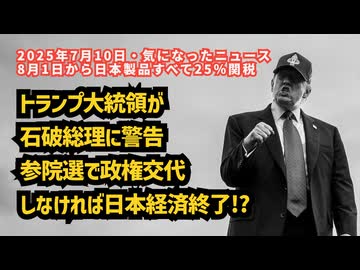 2025年7月10日・気になったニュース
8月1日から日本製品すべて25%関税
トランプ大統領が
石破総理に警告
参院選で政権交代
しなければ日本経済終了!?